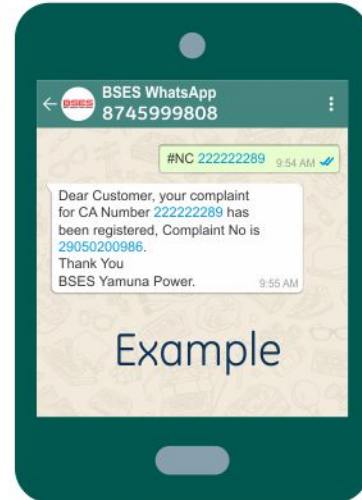 BSES
BSES WhatsApp
8745999808
#NC 222222289 9:54 AM
Dear Customer, your complaint
for CA Number 222222289 has
been registered, Complaint No is
29050200986.
Thank You
BSES Yamuna Power. 9:55 AM
Example